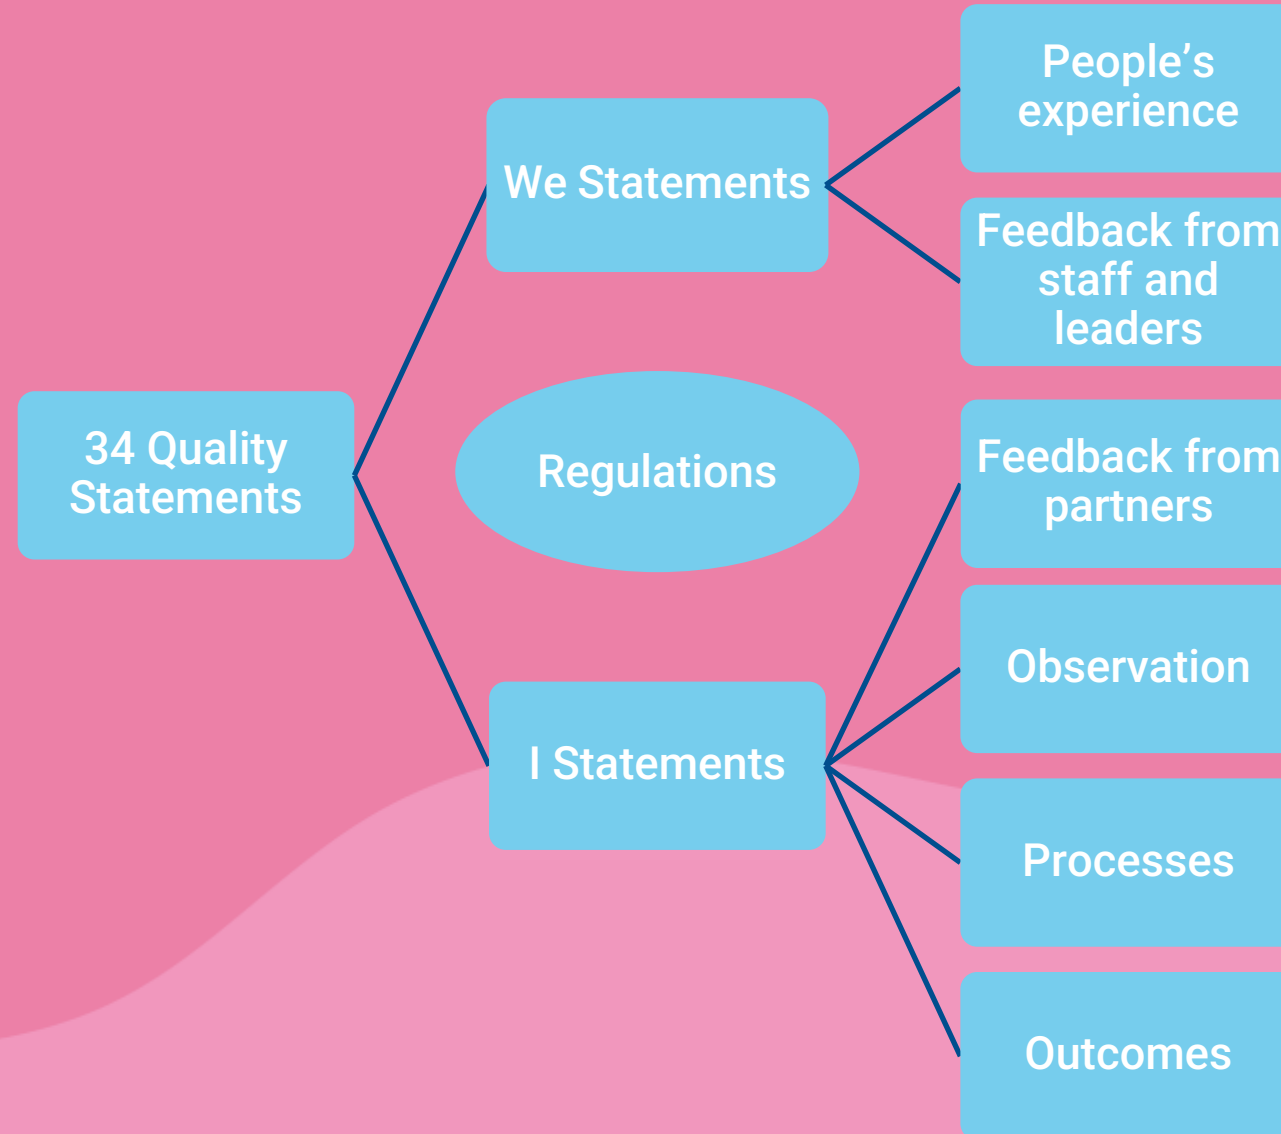 34 Quality
Statements
We Statements
Regulations
I Statements
People’s
experience
Feedback from
staff and
leaders
Feedback from
partners
Observation
Processes
Outcomes